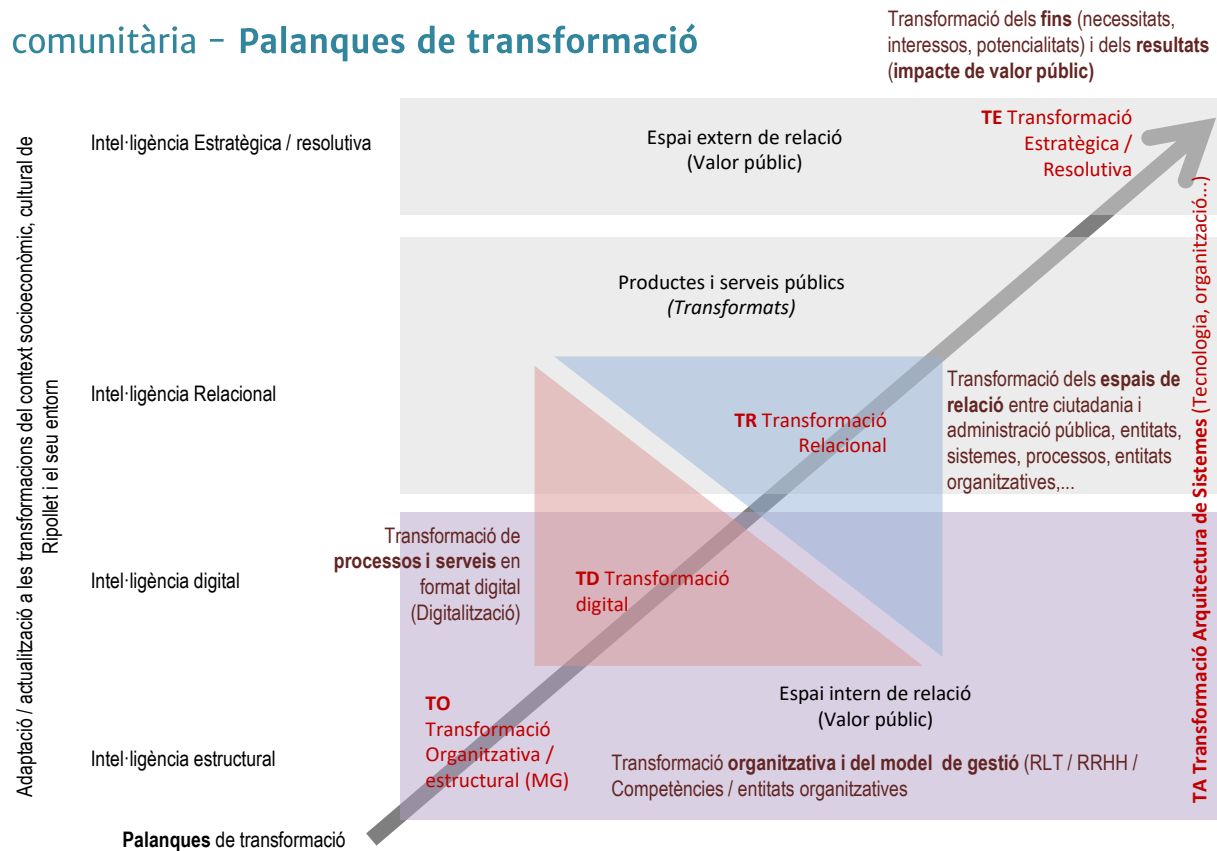 comunitària – Palanques de transformació
Transformació dels fins (necessitats,
interessos, potencialitats) i dels resultats
(impacte de valor públic)
Adaptació / actualització a les transformacions del context socioeconòmic, cultural de
Ripollet i el seu entorn
Intel·ligència Estratègica / resolutiva
Espai extern de relació
(Valor públic)
TE Transformació
Estratègica /
Resolutiva
Productes i serveis públics
(Transformats)
Intel·ligència Relacional
TR Transformació
Relacional
Transformació dels espais de
relació entre ciutadania i
administració pública, entitats,
sistemes, processos, entitats
organitzatives,...
TA Transformació Arquitectura de Sistemes (Tecnologia, organització...)
Transformació de
processos i serveis en
format digital
(Digitalització)
Intel·ligència digital
TD Transformació
digital
Espai intern de relació
(Valor públic)
TO
Transformació
Organitzativa /
estructural (MG)
Intel·ligència estructural
Transformació organitzativa i del model de gestió (RLT / RRHH /
Competències / entitats organitzatives
Palanques de transformació